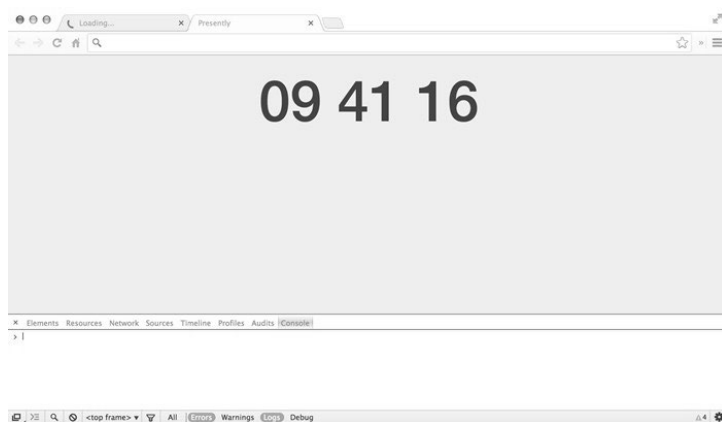 Loading...
Presently
09 41 16
Elements Resources Network Sources Timeline Profiles Audits Console
<top frame> All Errors Warnings Logs Debug
4